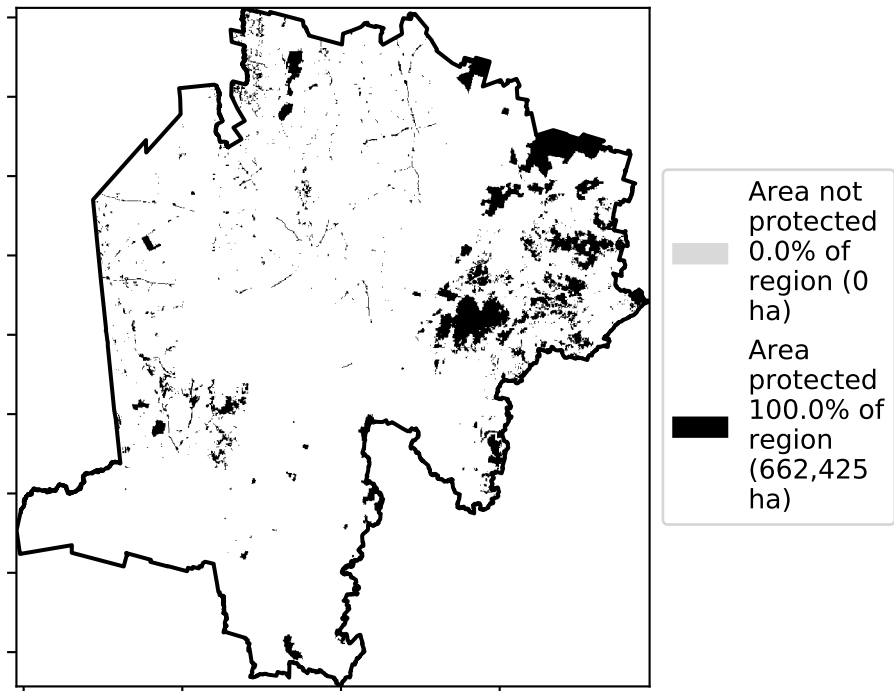 Area not
protected
0.0% of
region (0
ha)
Area
protected
100.0% of
region
(662,425
ha)